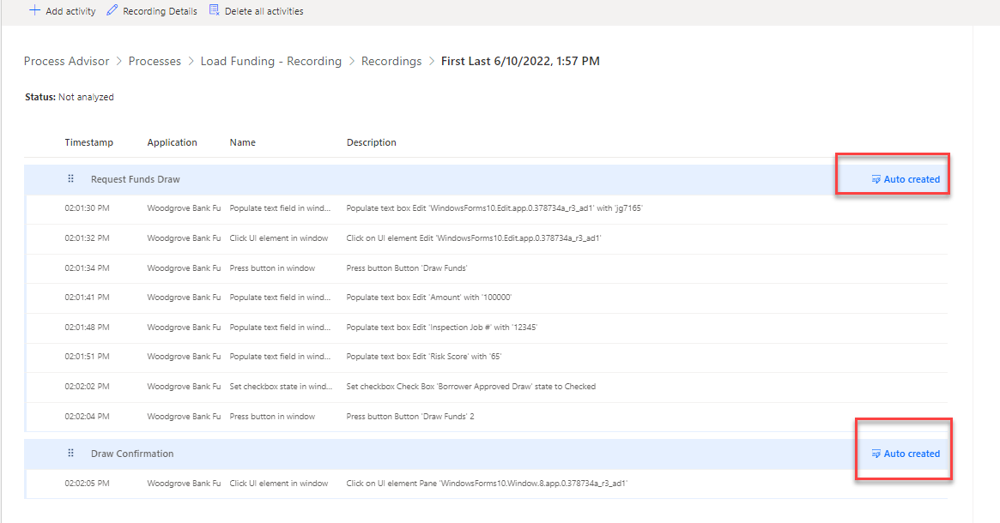 Add activity Recording Details Delete all activities
Process Advisor > Processes > Load Funding - Recording > Recordings > First Last 6/10/2022, 1:57 PM
Status: Not analyzed
Timestamp Application Name Description
Request Funds Draw Auto created
02:01:30 PM Woodgrove Bank Fu Populate text field in wind... Populate text box Edit 'WindowsForms10.Edit.app.0.378734a_r3_ad1' with 'jg7165'
02:01:32 PM Woodgrove Bank Fu Click UI element in window Click on UI element Edit 'WindowsForms10.Edit.app.0.378734a_r3_ad1'
02:01:34 PM Woodgrove Bank Fu Press button in window Press button Button 'Draw Funds'
02:01:41 PM Woodgrove Bank Fu Populate text field in wind... Populate text box Edit 'Amount' with '100000'
02:01:48 PM Woodgrove Bank Fu Populate text field in wind... Populate text box Edit 'Inspection Job #' with '12345'
02:01:51 PM Woodgrove Bank Fu Populate text field in wind... Populate text box Edit 'Risk Score' with '65'
02:02:02 PM Woodgrove Bank Fu Set checkbox state in wind... Set checkbox Check Box 'Borrower Approved Draw' state to Checked
02:02:04 PM Woodgrove Bank Fu Press button in window Press button Button 'Draw Funds' 2
Draw Confirmation Auto created
02:02:05 PM Woodgrove Bank Fu Click UI element in window Click on UI element Pane 'WindowsForms10.Window.8.app.0.378734a_r3_ad1'